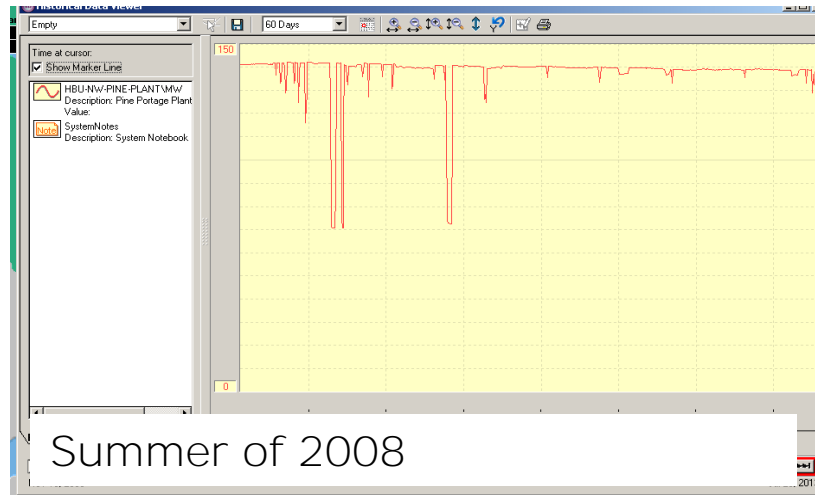 Historical Data Viewer
Empty
60 Days
Time at cursor:
Show Marker Line
HBU-NW-PINE-PLANT\MW
Description: Pine Portage Plant
Value:
Note
SystemNotes
Description: System Notebook
150
0
Summer of 2008